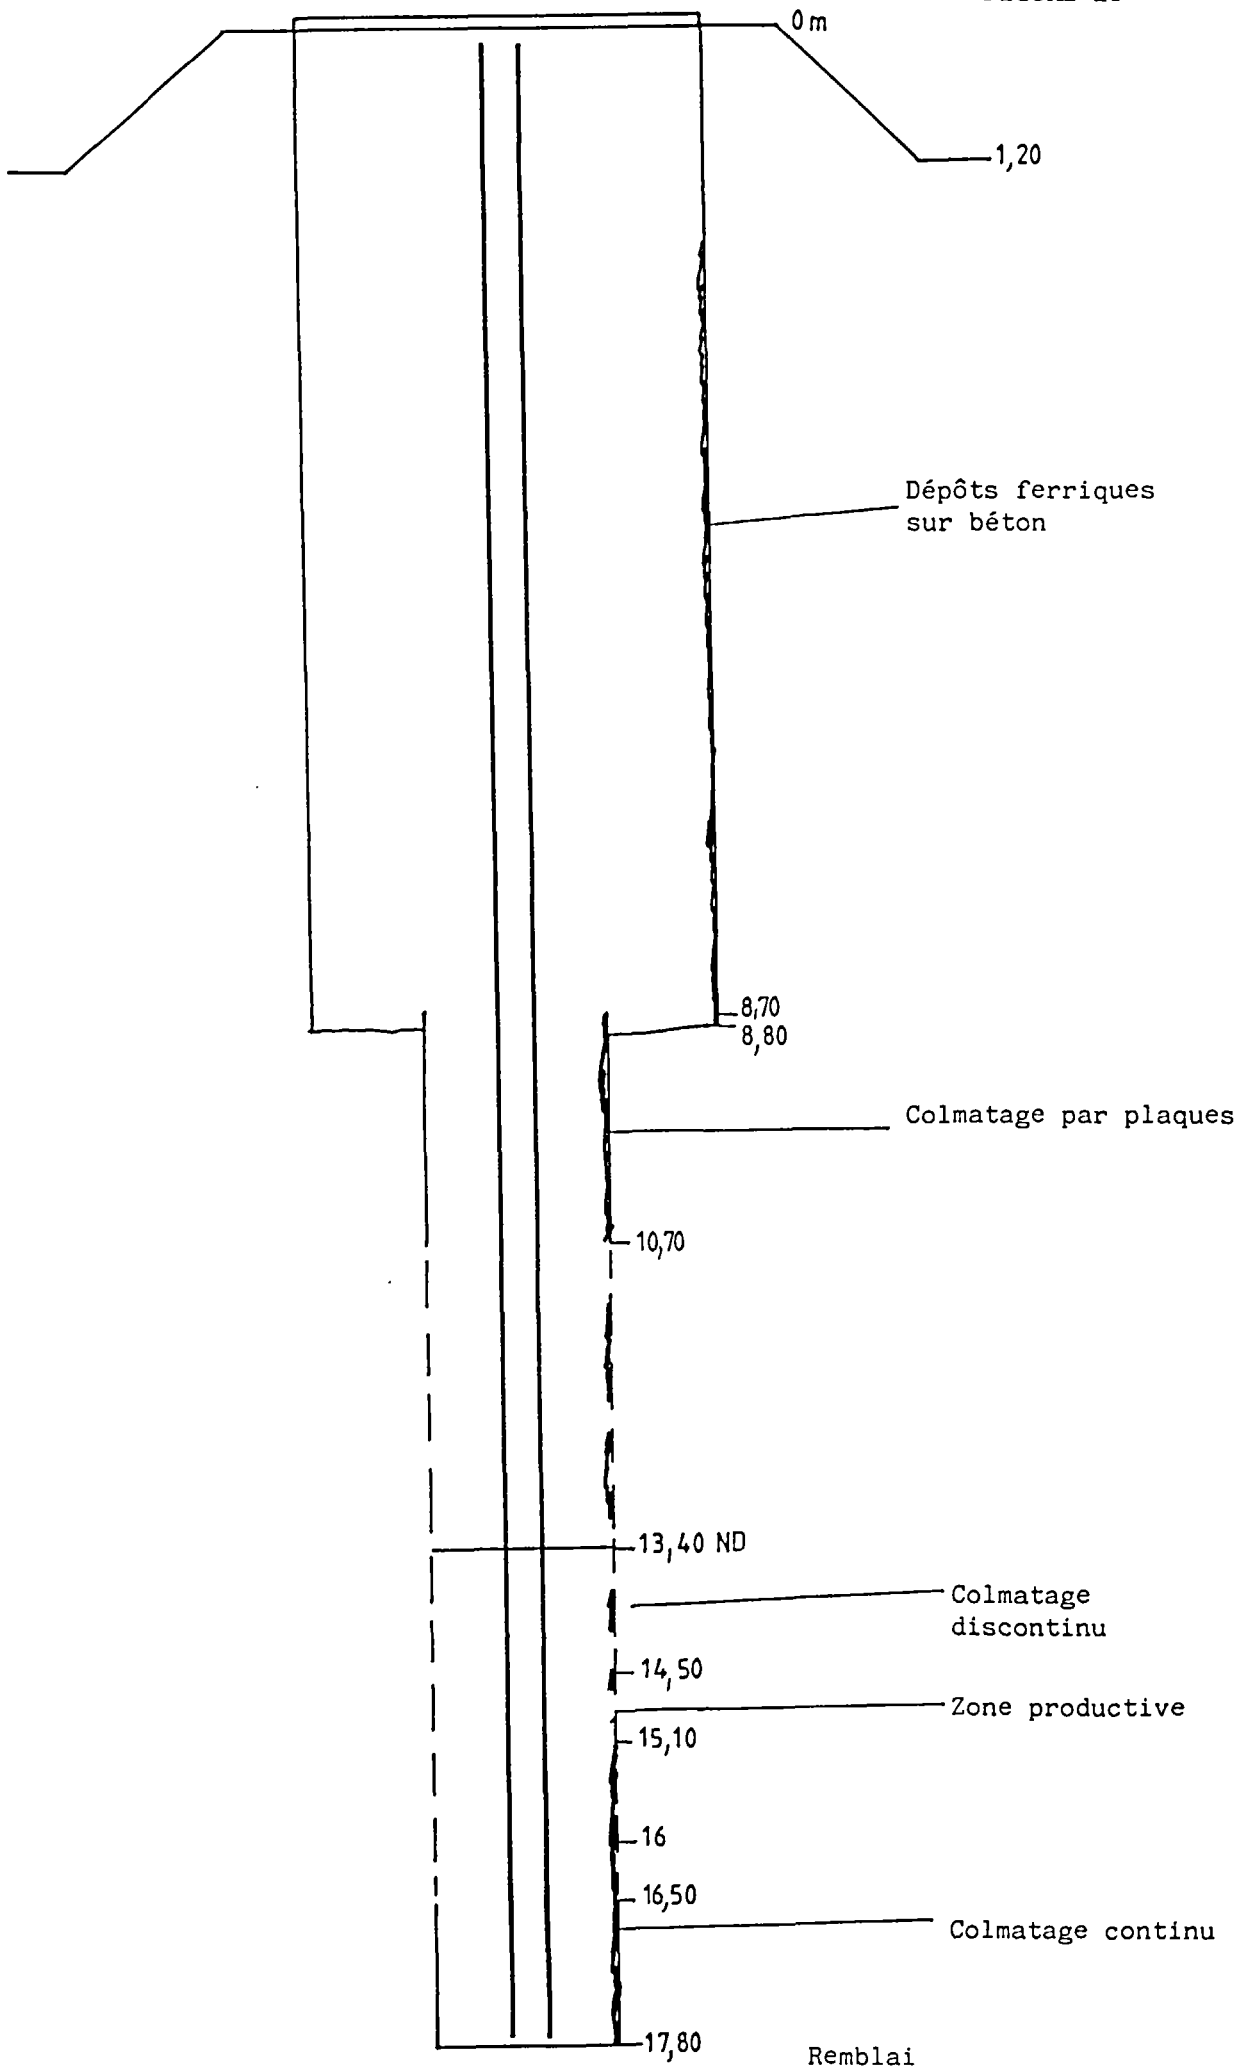 0 m
1,20
Dépôts ferriques
sur béton
8,70
8,80
Colmatage par plaques
10,70
13,40 ND
Colmatage
discontinu
14,50
Zone productive
15,10
16
16,50
Colmatage continu
17,80
Remblai